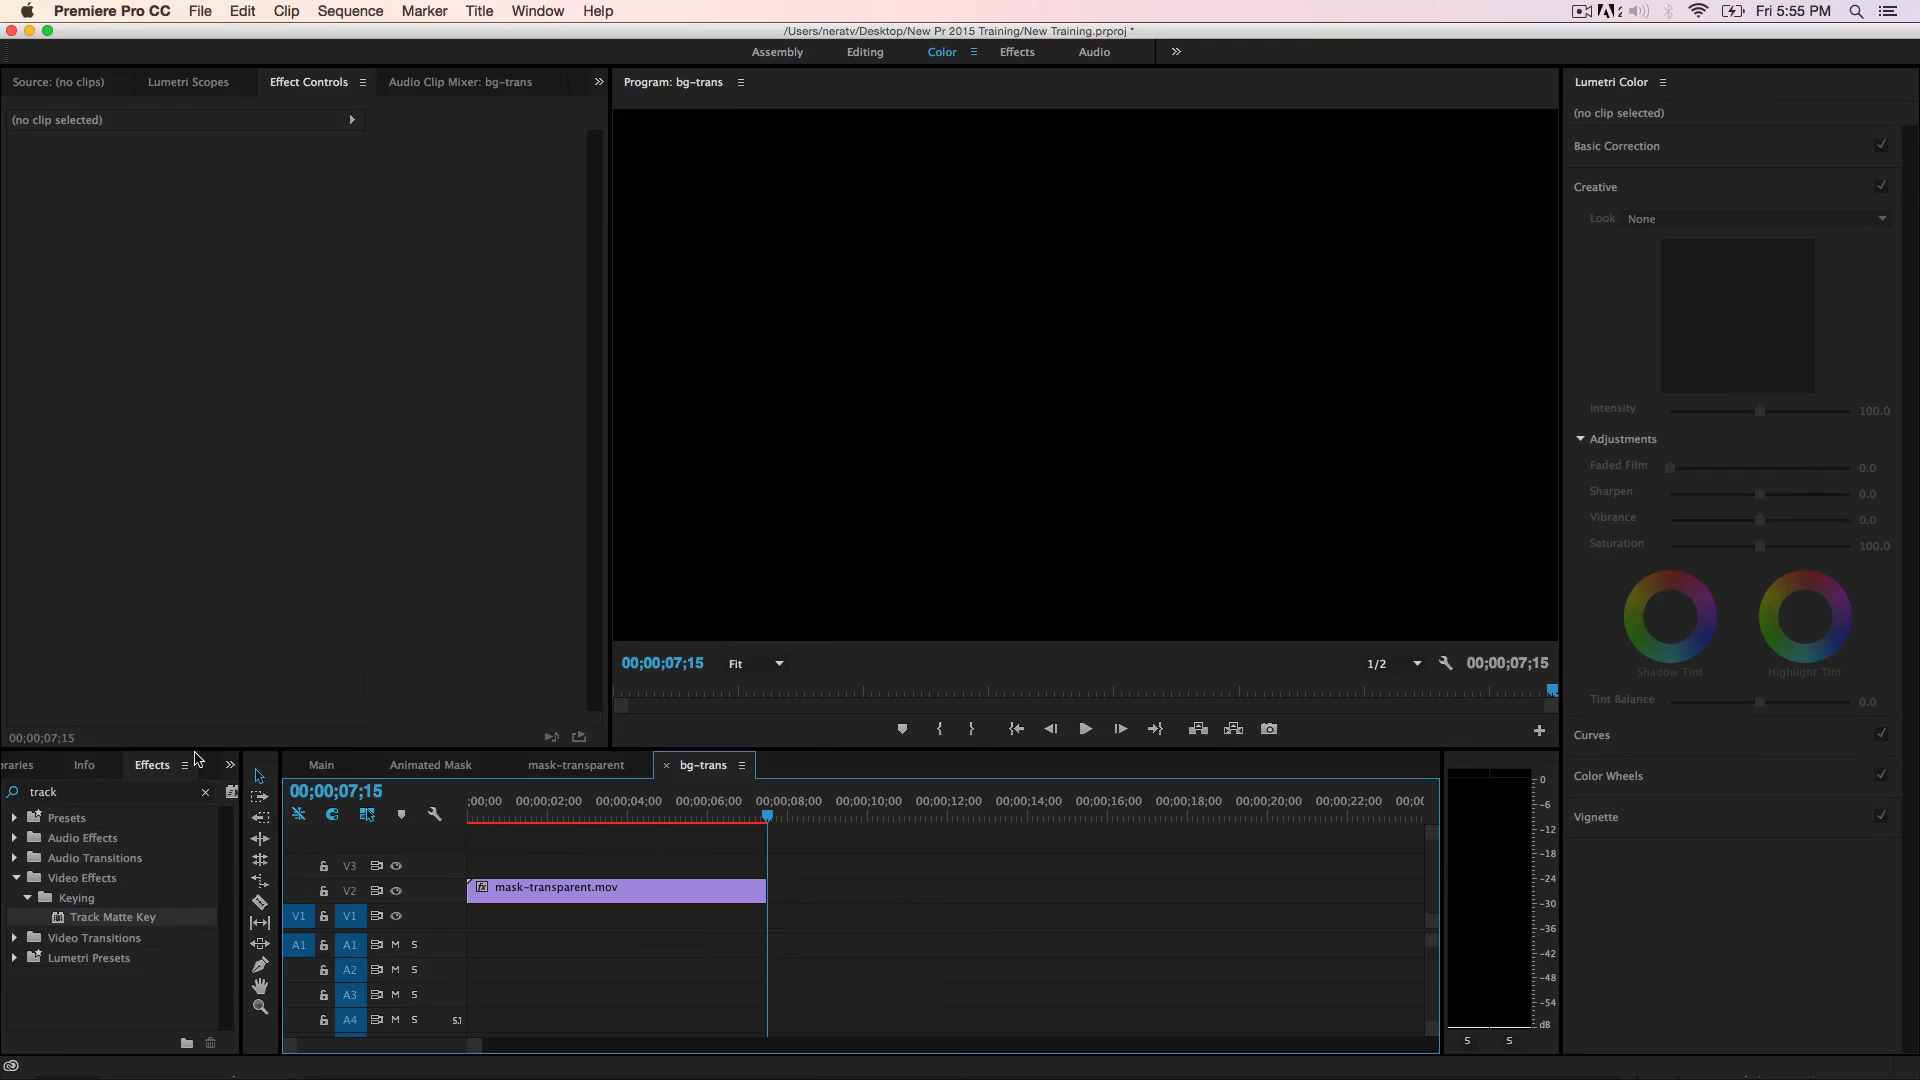 Premiere Pro CC File Edit Clip Sequence Marker Title Window Help Fri 5:55 PM
/Users/neratv/Desktop/New Pr 2015 Training/New Training.prproj *
Assembly Editing Color Effects Audio
Source: (no clips) Lumetri Scopes Effect Controls Audio Clip Mixer: bg-trans
(no clip selected)
00;00;07;15
Program: bg-trans
00;00;07;15 Fit 1/2 00;00;07;15
Lumetri Color
(no clip selected)
Basic Correction
Creative
Look None
Intensity 100.0
Adjustments
Faded Film 0.0
Sharpen 0.0
Vibrance 0.0
Saturation 100.0
Shadow Tint Highlight Tint
Tint Balance 0.0
Curves
Color Wheels
Vignette
raries Info Effects
track
Presets
Audio Effects
Audio Transitions
Video Effects
Keying
Track Matte Key
Video Transitions
Lumetri Presets
Main Animated Mask mask-transparent × bg-trans
00;00;07;15
;00;00 00;00;02;00 00;00;04;00 00;00;06;00 00;00;08;00 00;00;10;00 00;00;12;00 00;00;14;00 00;00;16;00 00;00;18;00 00;00;20;00 00;00;22;00 00;0
V3
V2 fx mask-transparent.mov
V1 V1
A1 A1 M S
A2 M S
A3 M S
A4 M S 5.1
0
-6
-12
-18
-24
-30
-36
-42
-48
-54
dB
S S